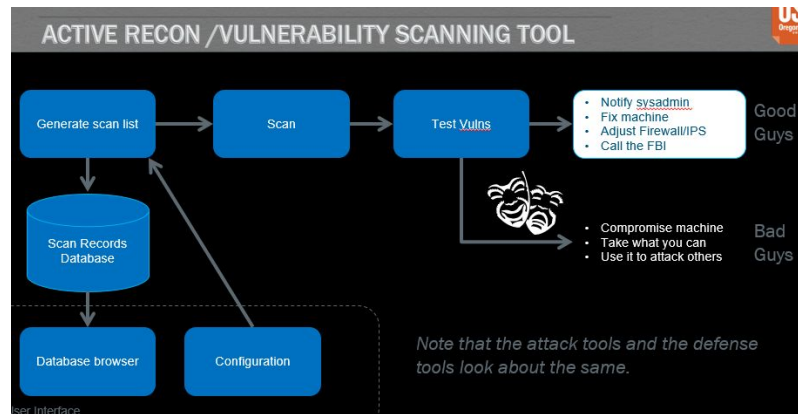 ACTIVE RECON /VULNERABILITY SCANNING TOOL
Oregon
Generate scan list
Scan
Test Vulns
• Notify sysadmin
• Fix machine
• Adjust Firewall/IPS
• Call the FBI
Good
Guys
Scan Records
Database
• Compromise machine
• Take what you can
• Use it to attack others
Bad
Guys
Database browser
Configuration
Note that the attack tools and the defense
tools look about the same.
ser Interface